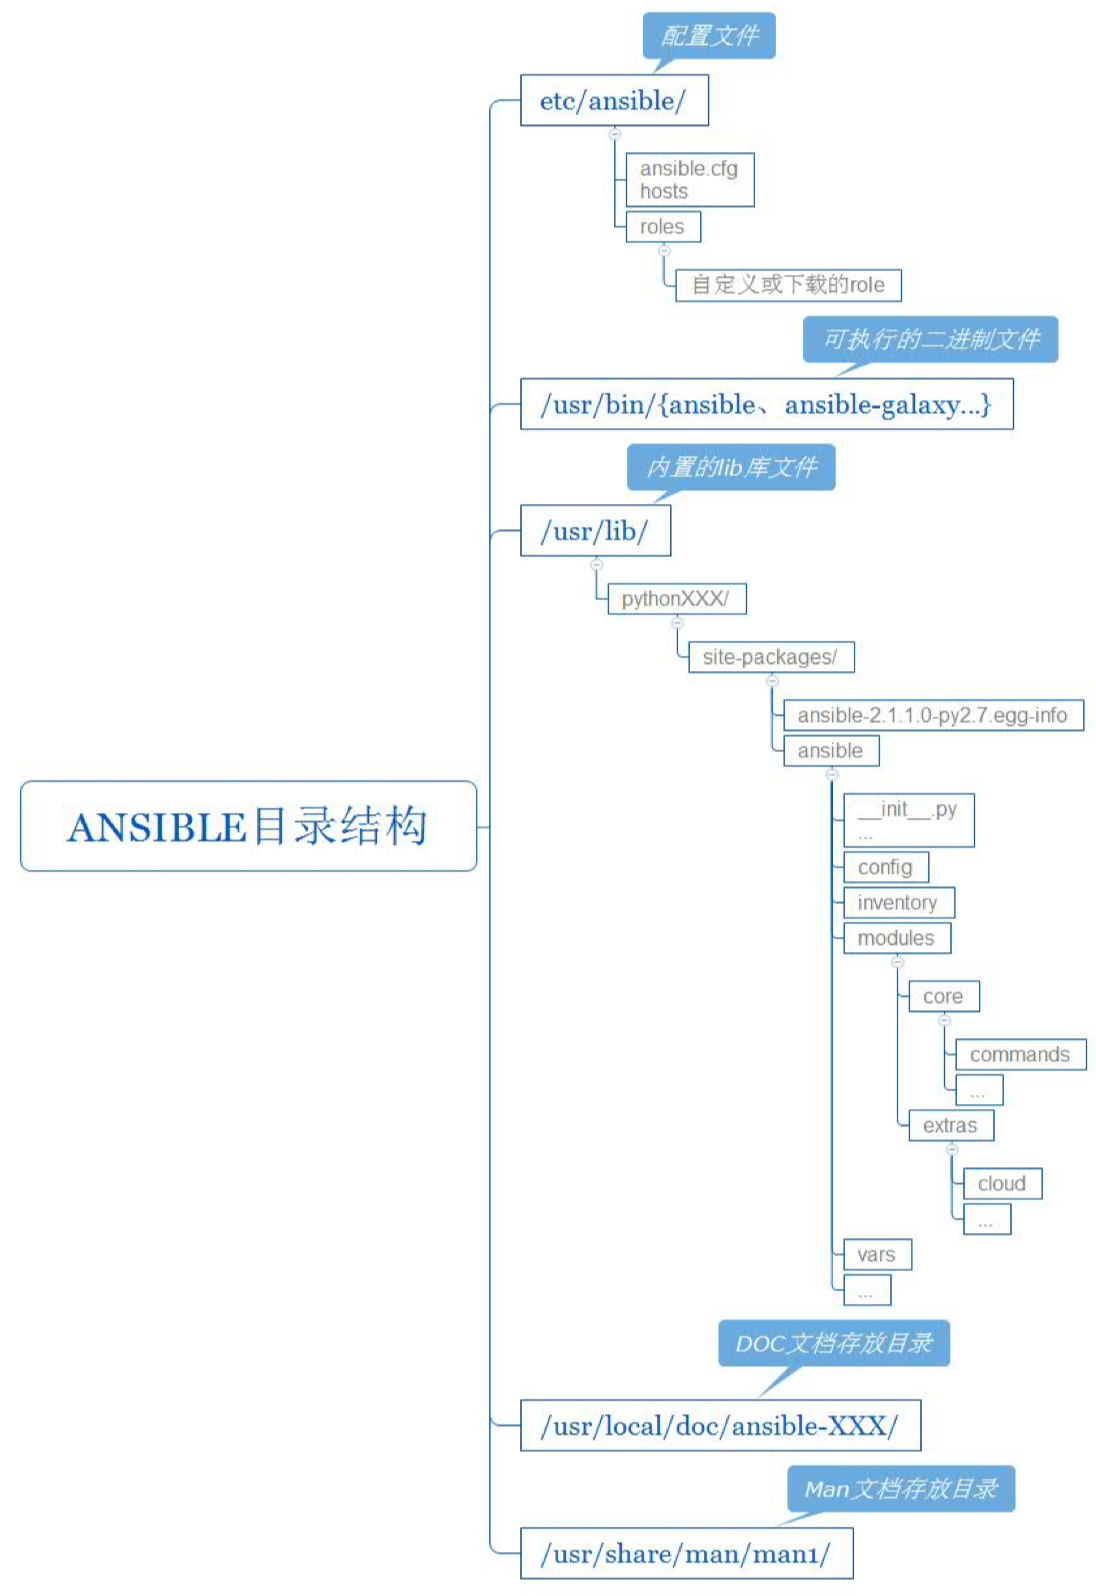 配置文件
etc/ansible/
ansible.cfg
hosts
roles
自定义或下载的role
可执行的二进制文件
/usr/bin/{ansible、ansible-galaxy...}
内置的lib库文件
/usr/lib/
pythonXXX/
site-packages/
ansible-2.1.1.0-py2.7.egg-info
ansible
__init__.py
...
ANSIBLE目录结构
config
inventory
modules
core
commands
...
extras
cloud
...
vars
...
DOC文档存放目录
/usr/local/doc/ansible-XXX/
Man文档存放目录
/usr/share/man/man1/